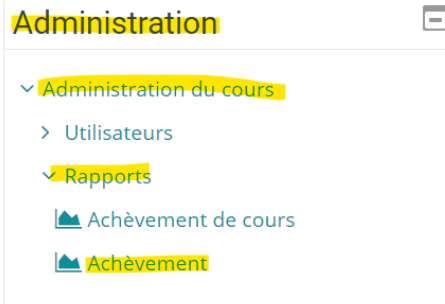 Administration
Administration du cours
Utilisateurs
Rapports
Achèvement de cours
Achèvement